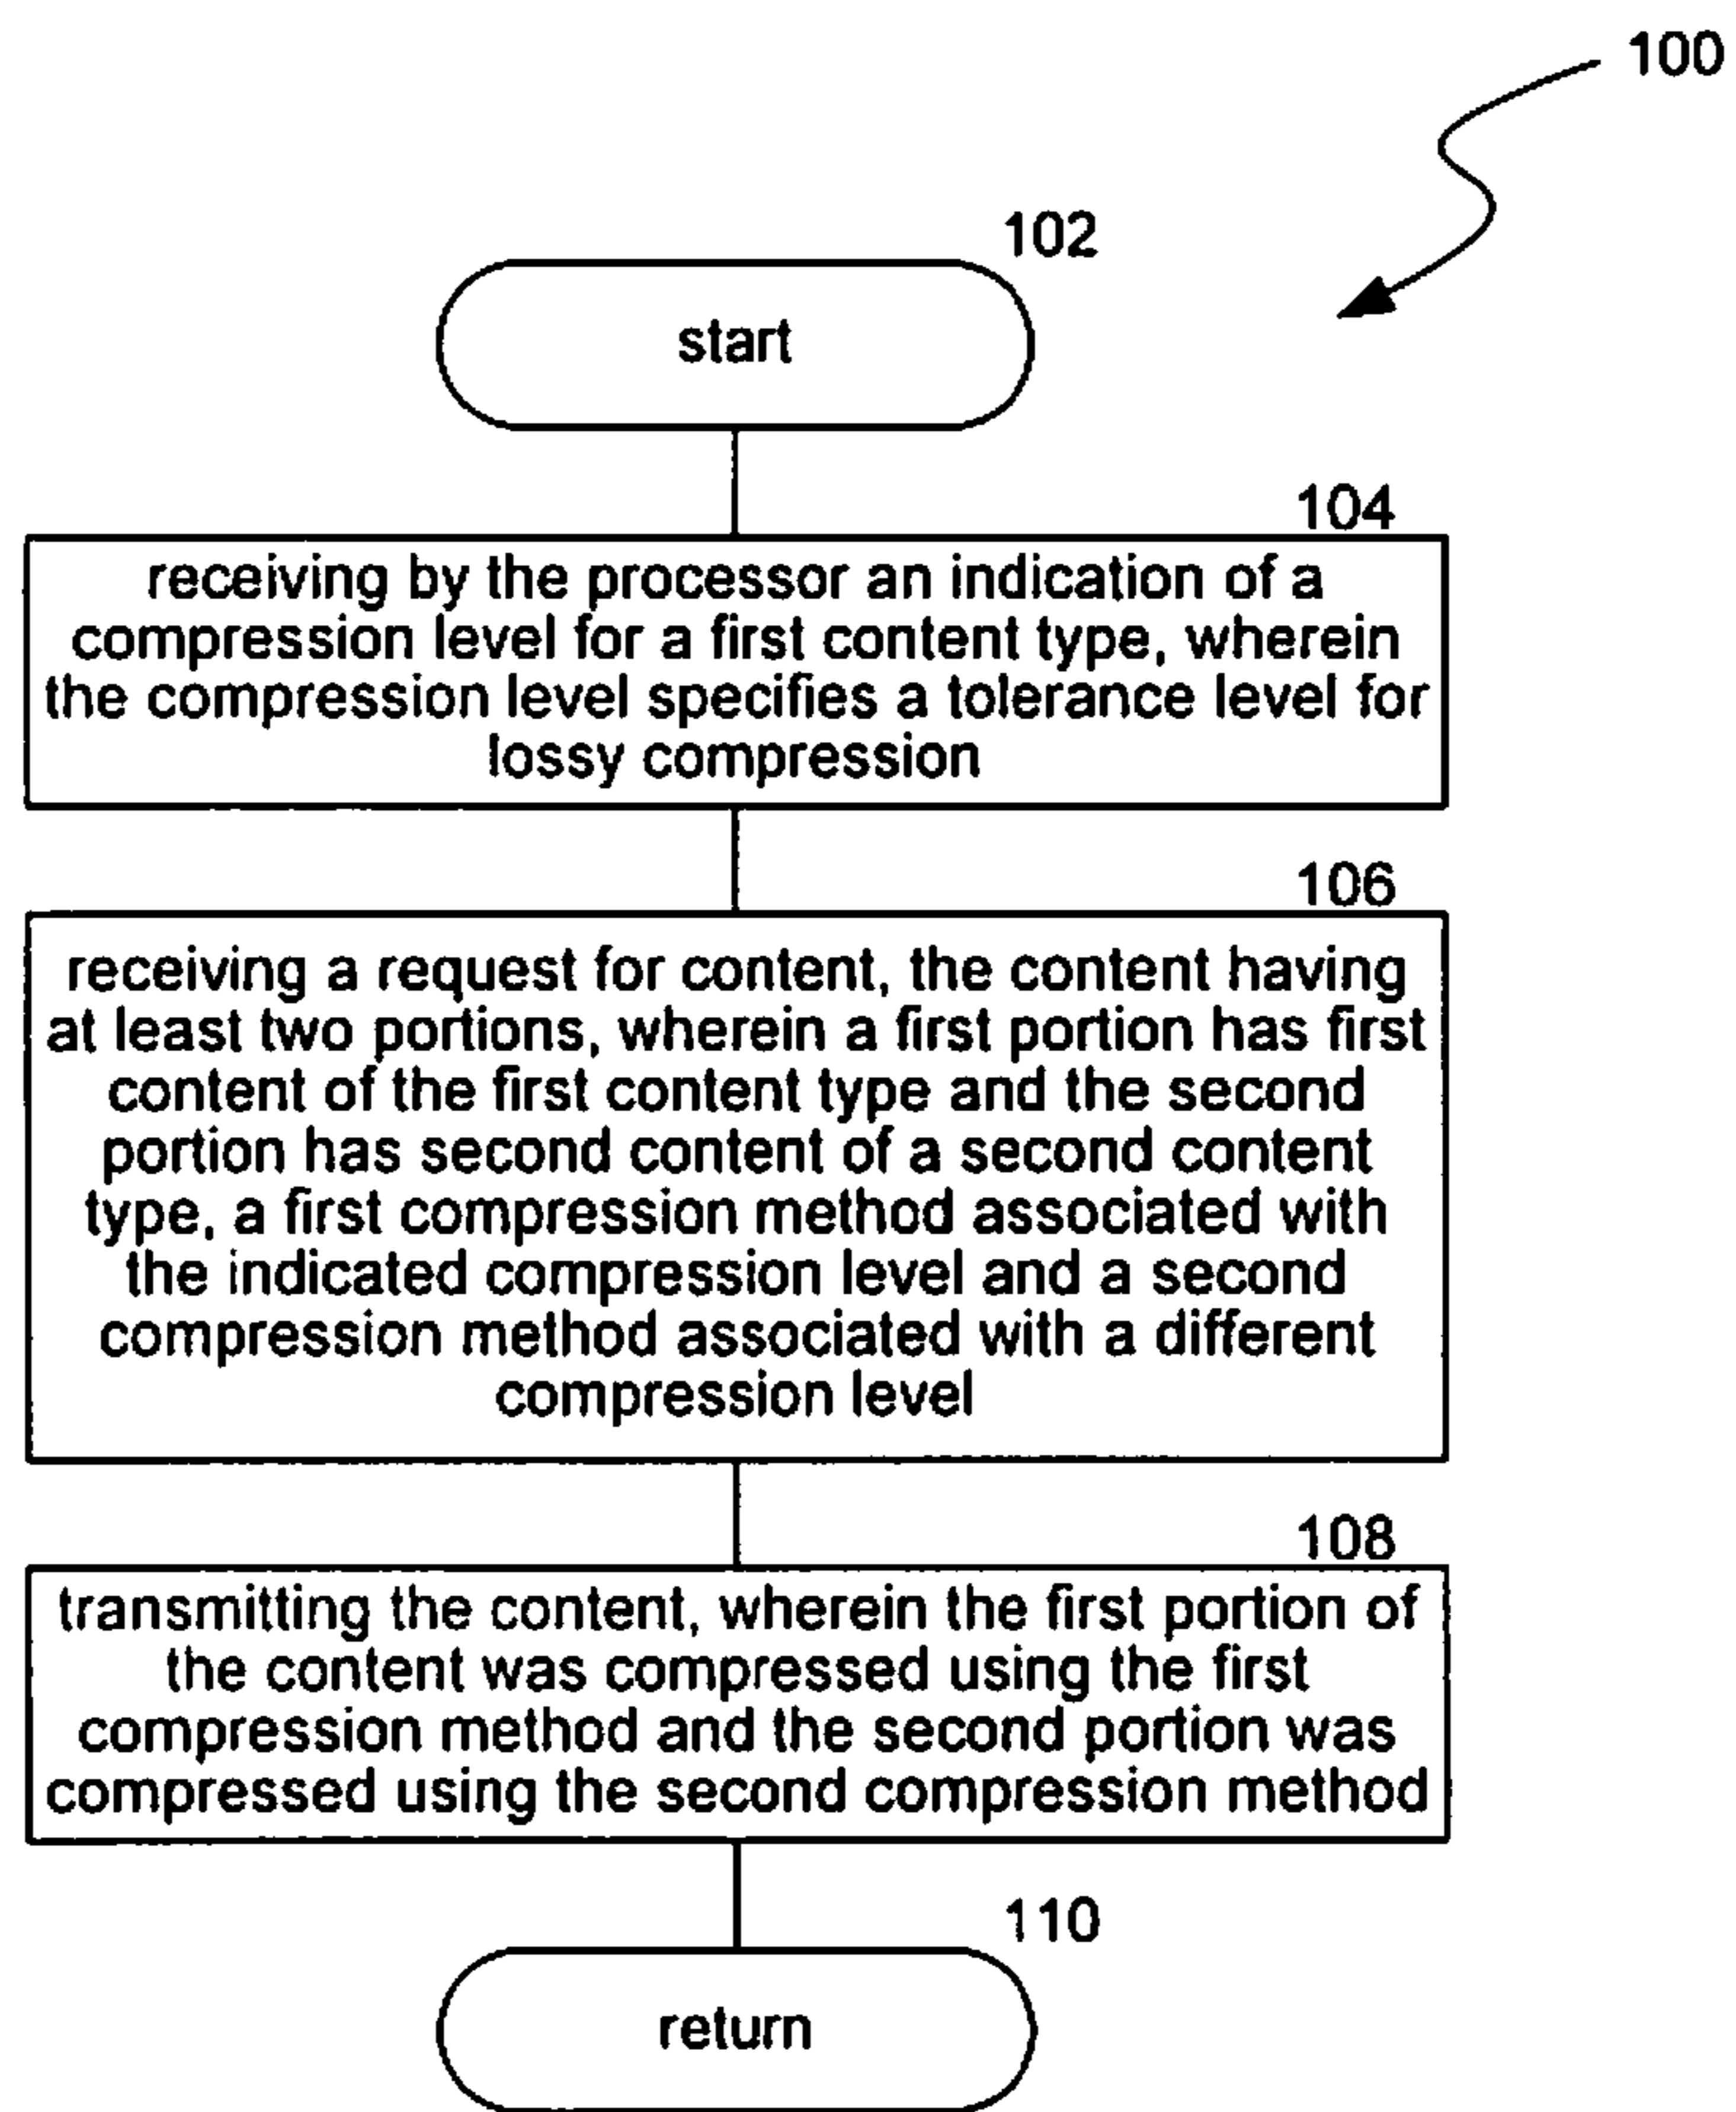 100
102
start
104
receiving by the processor an indication of a
compression level for a first content type, wherein
the compression level specifies a tolerance level for
lossy compression
106
receiving a request for content, the content having
at least two portions, wherein a first portion has first
content of the first content type and the second
portion has second content of a second content
type, a first compression method associated with
the indicated compression level and a second
compression method associated with a different
compression level
108
transmitting the content, wherein the first portion of
the content was compressed using the first
compression method and the second portion was
compressed using the second compression method
110
return